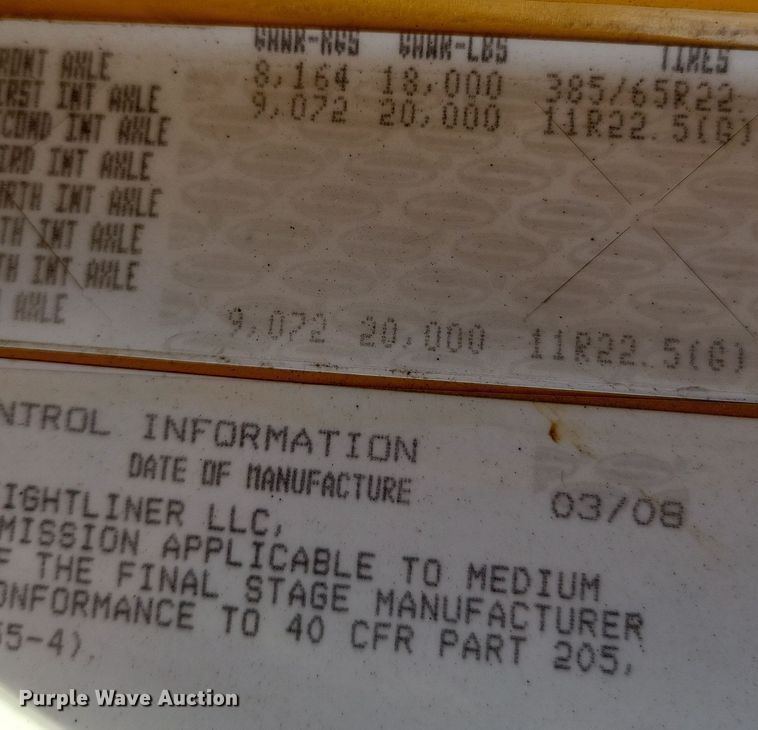 GAWR-KGS GAWR-LBS TIRES
RONT AXLE 8,164 18,000 385/65R22.
IRST INT AXLE 9,072 20,000 11R22.5(G)
COND INT AXLE
IRD INT AXLE
RTH INT AXLE
TH INT AXLE
TH INT AXLE
AXLE 9,072 20,000 11R22.5(G)
NTROL INFORMATION
DATE OF MANUFACTURE 03/08
IGHTLINER LLC,
MISSION APPLICABLE TO MEDIUM
F THE FINAL STAGE MANUFACTURER
ONFORMANCE TO 40 CFR PART 205,
55-4).
Purple Wave Auction